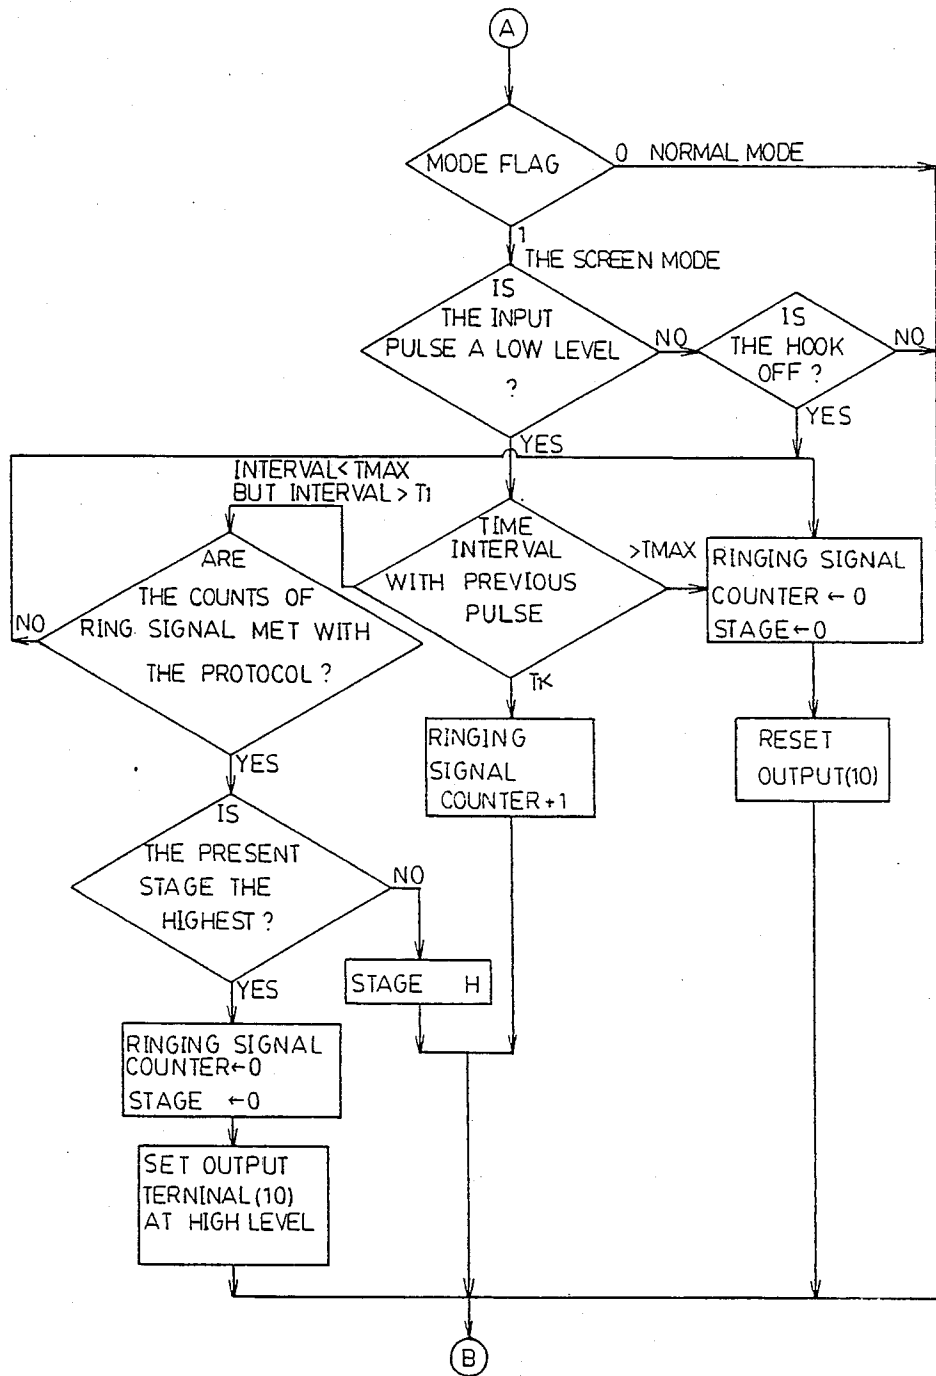 A
MODE FLAG
0 NORMAL MODE
1
THE SCREEN MODE
IS
THE INPUT
PULSE A LOW LEVEL
?
NO
IS
THE HOOK
OFF ?
NO
YES
YES
INTERVAL< TMAX
BUT INTERVAL > T1
TIME
INTERVAL
WITH PREVIOUS
PULSE
>TMAX
RINGING SIGNAL
COUNTER ← 0
STAGE ← 0
ARE
THE COUNTS OF
RING SIGNAL MET WITH
THE PROTOCOL ?
NO
YES
T1<
RINGING
SIGNAL
COUNTER +1
RESET
OUTPUT(10)
IS
THE PRESENT
STAGE THE
HIGHEST ?
NO
YES
STAGE H
RINGING SIGNAL
COUNTER←0
STAGE ←0
SET OUTPUT
TERNINAL(10)
AT HIGH LEVEL
B